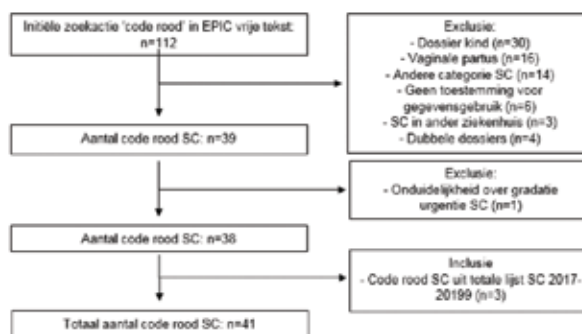 Initiële zoekactie 'code rood' in EPIC vrije tekst:
n=112
Exclusie:
- Dossier kind (n=30)
- Vaginale partus (n=16)
- Andere categorie SC (n=14)
- Geen toestemming voor
gegevensgebruik (n=6)
- SC in ander ziekenhuis (n=3)
- Dubbele dossiers (n=4)
Aantal code rood SC: n=39
Exclusie:
- Onduidelijkheid over gradatie
urgentie SC (n=1)
Aantal code rood SC: n=38
Inclusie
- Code rood SC uit totale lijst SC 2017-
20199 (n=3)
Totaal aantal code rood SC: n=41